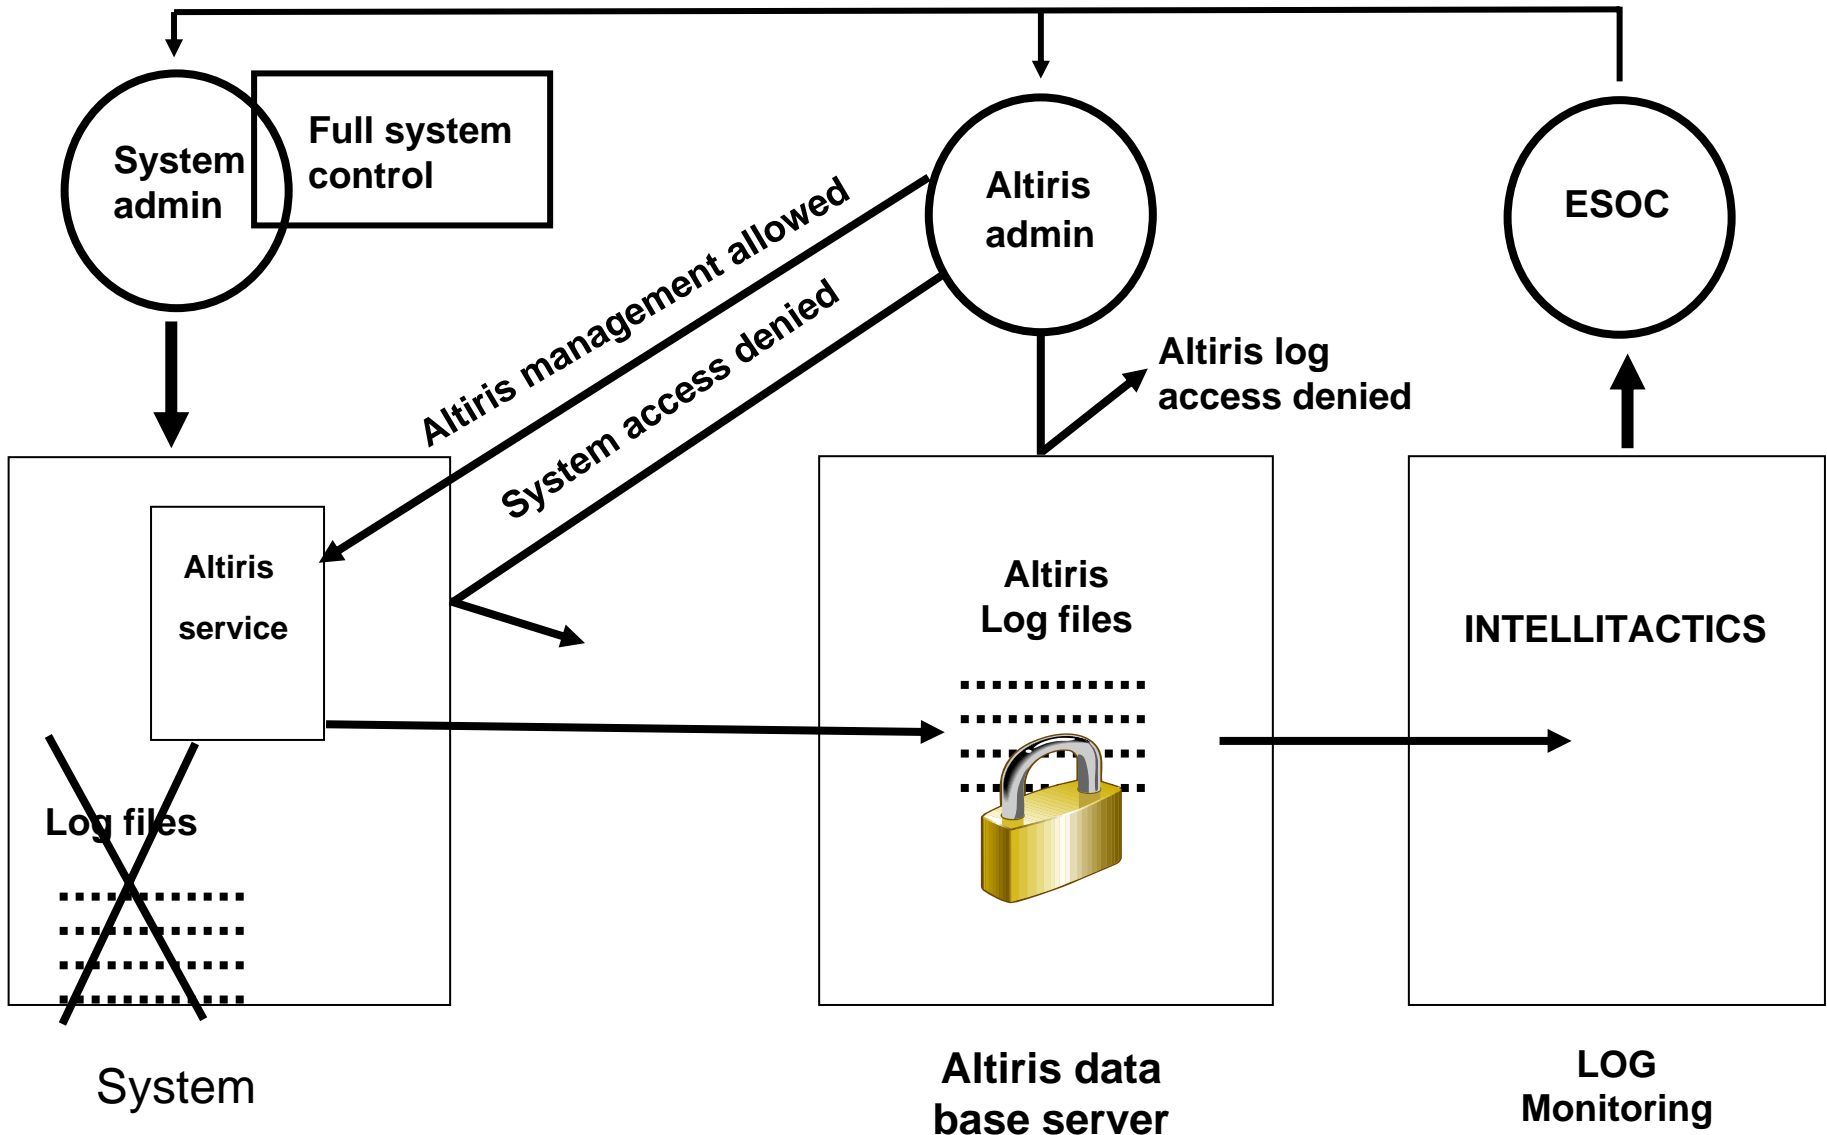 System
admin
Full system
control
Altiris
admin
ESOC
Altiris management allowed
System access denied
Altiris log
access denied
Altiris
service
Log files
Altiris
Log files
INTELLITACTICS
System
Altiris data
base server
LOG
Monitoring